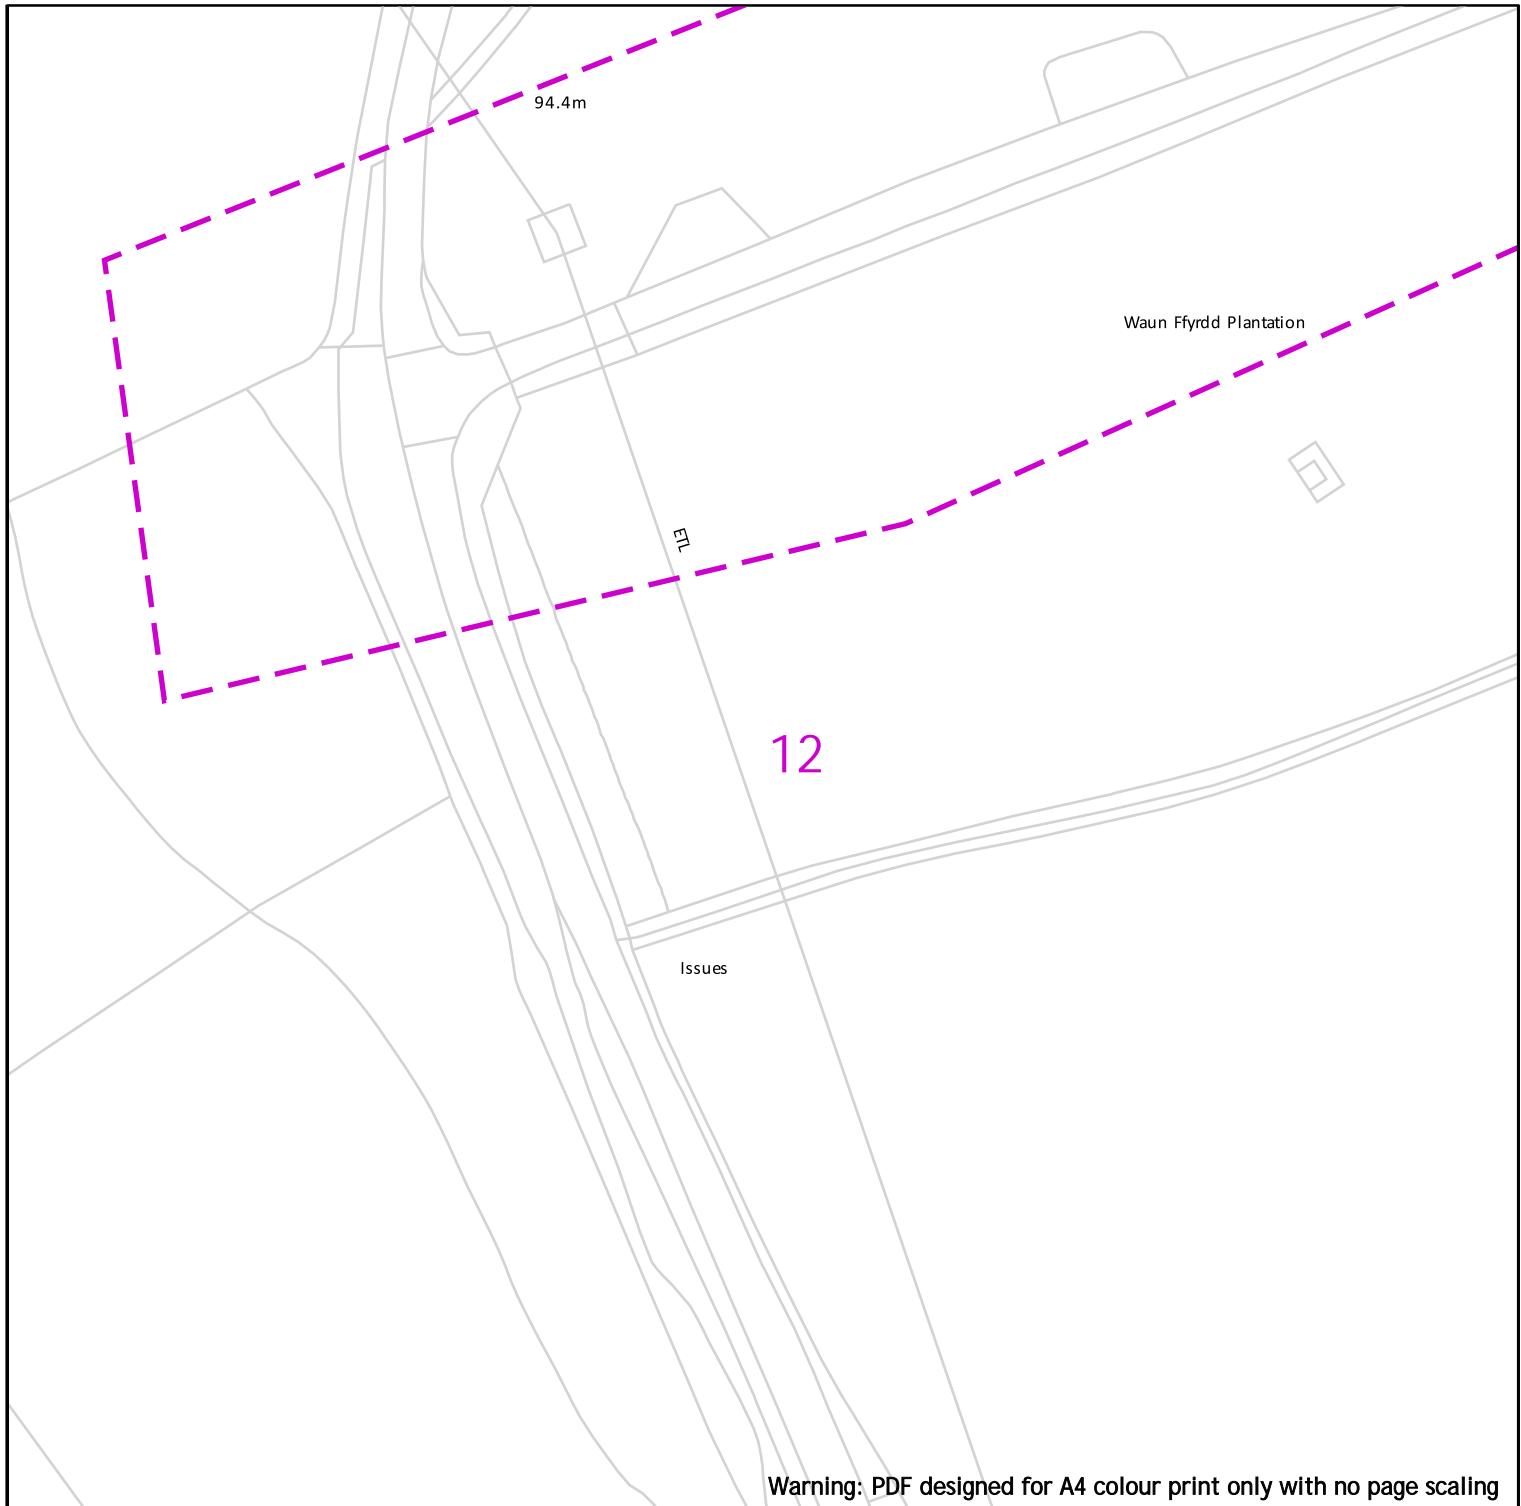 94.4m
Waun Ffyrdd Plantation
ETL
12
Issues
Warning: PDF designed for A4 colour print only with no page scaling